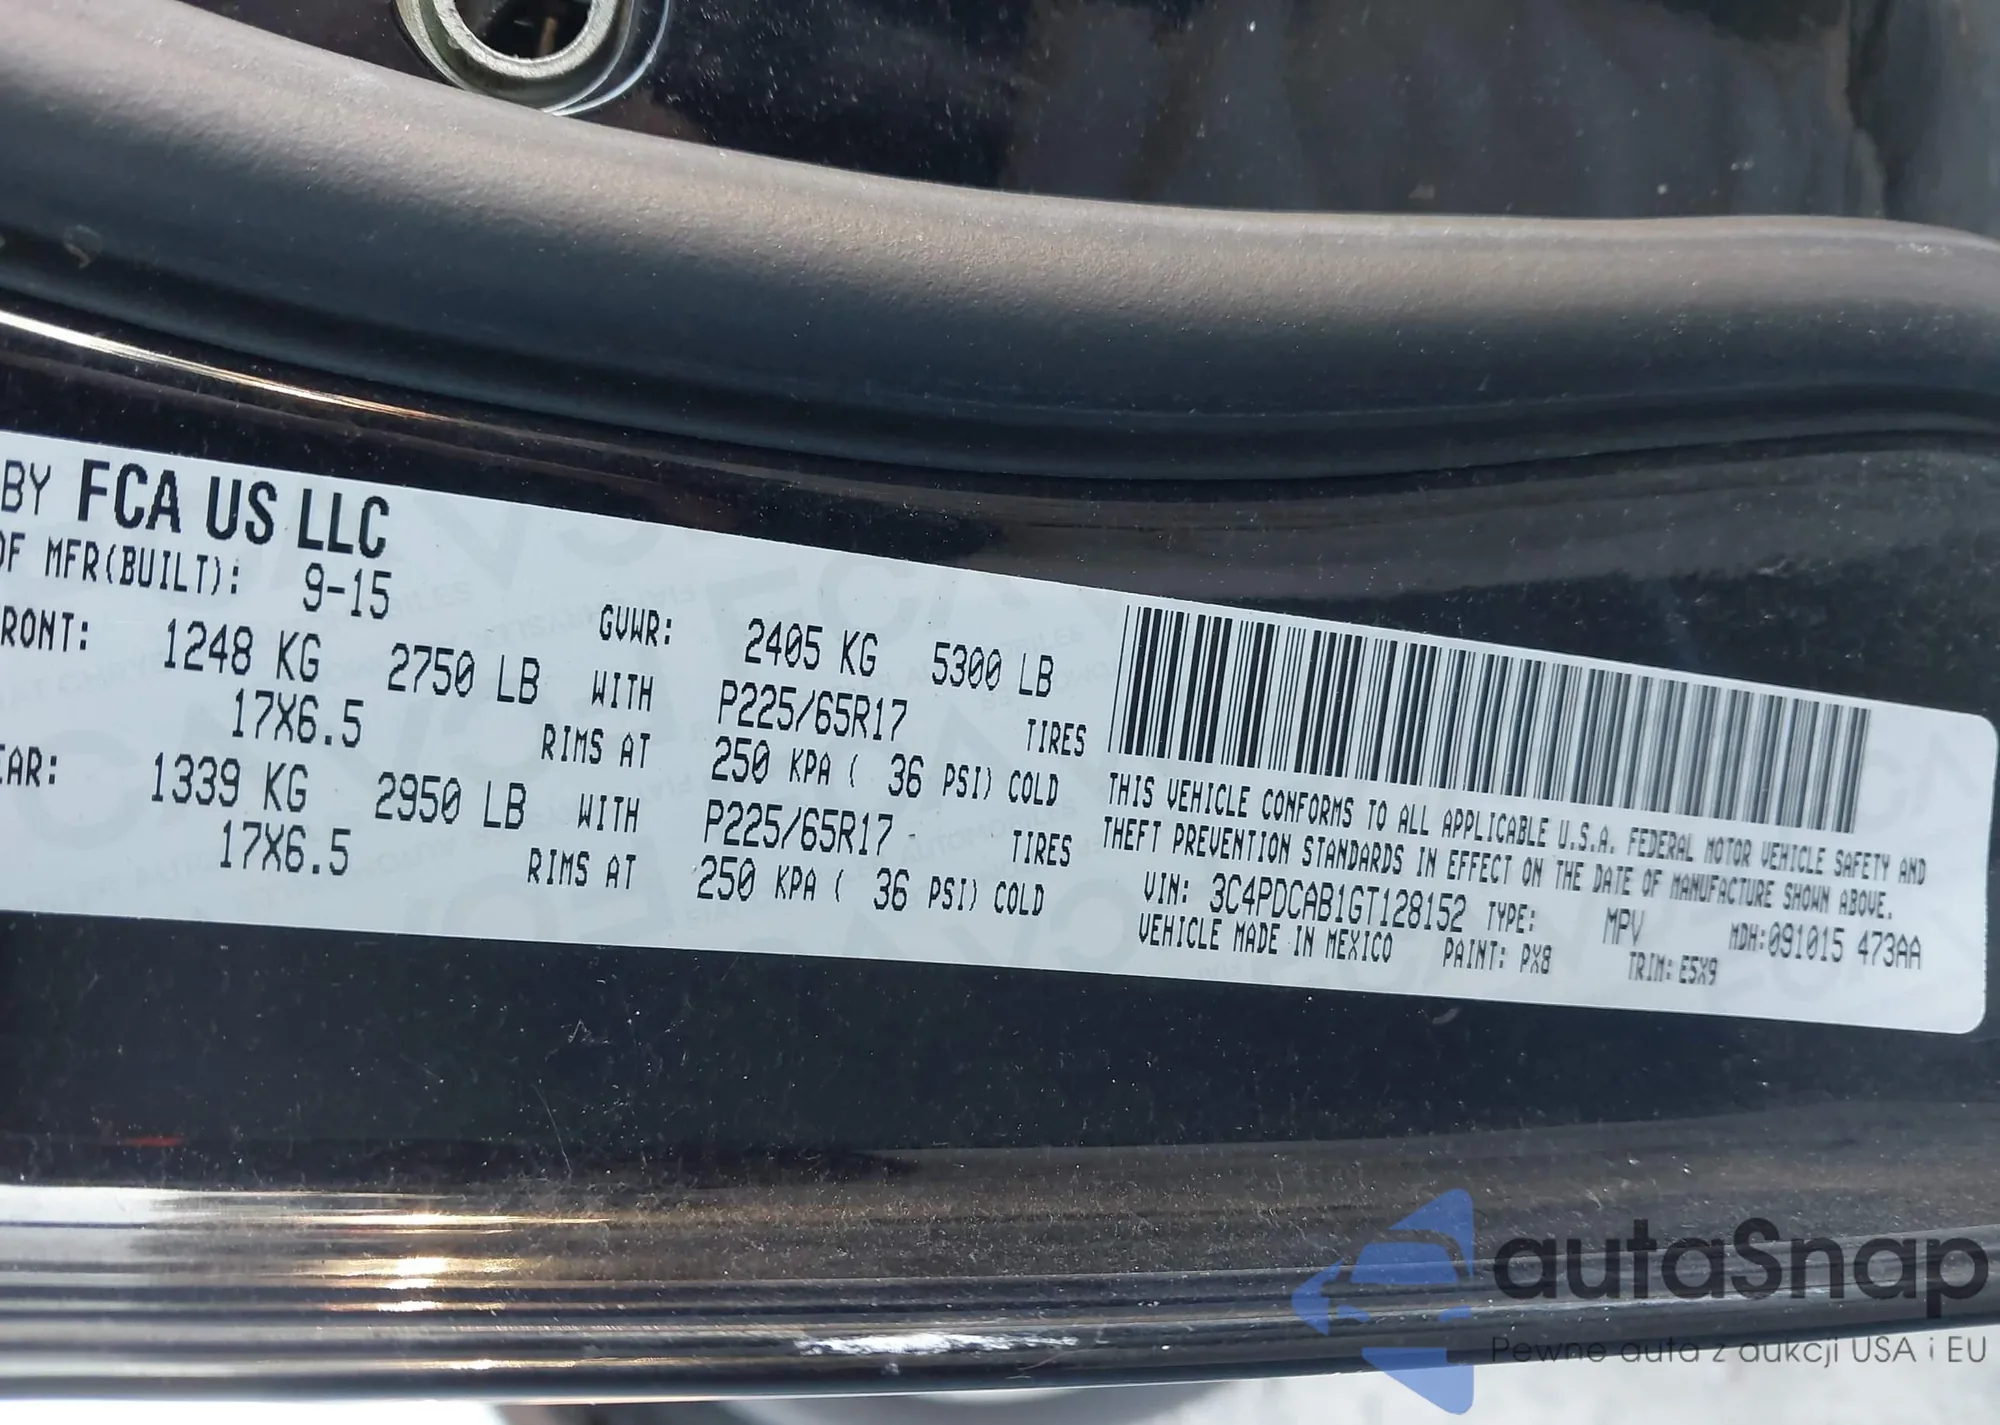 BY FCA US LLC
OF MFR(BUILT): 9-15
RONT: 1248 KG 2750 LB WITH
17X6.5 RIMS AT
EAR: 1339 KG 2950 LB WITH
17X6.5 RIMS AT
GVWR: 2405 KG 5300 LB
P225/65R17 TIRES
250 KPA ( 36 PSI) COLD
P225/65R17 TIRES
250 KPA ( 36 PSI) COLD
THIS VEHICLE CONFORMS TO ALL APPLICABLE U.S.A. FEDERAL MOTOR VEHICLE SAFETY AND
THEFT PREVENTION STANDARDS IN EFFECT ON THE DATE OF MANUFACTURE SHOWN ABOVE.
VIN: 3C4PDCAB1GT128152 TYPE: MPV MDH:091015 473AA
VEHICLE MADE IN MEXICO PAINT: PX8 TRIM: E5X9
autaSnap
Pewne auta z aukcji USA i EU